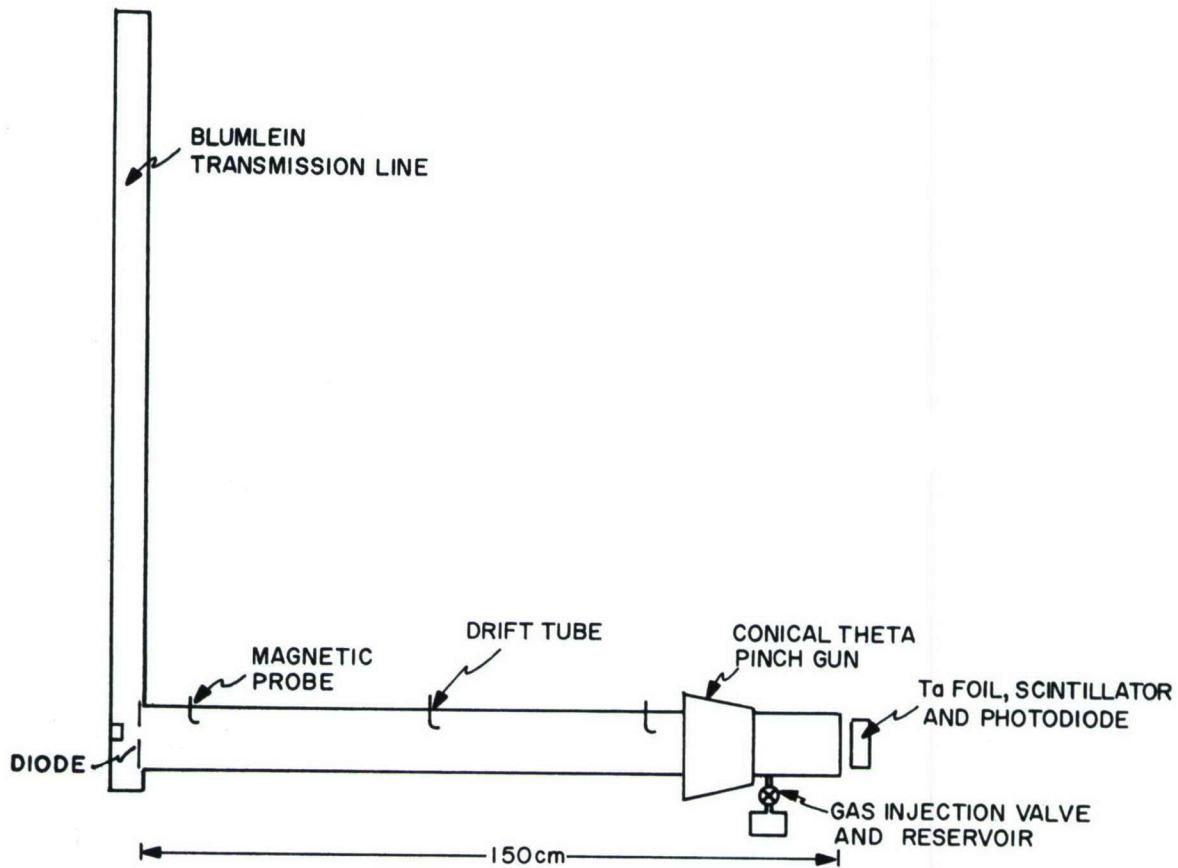 BLUMLEIN
TRANSMISSION LINE
DRIFT TUBE
CONICAL THETA
PINCH GUN
MAGNETIC
PROBE
Ta FOIL, SCINTILLATOR
AND PHOTODIODE
DIODE
GAS INJECTION VALVE
AND RESERVOIR
150cm